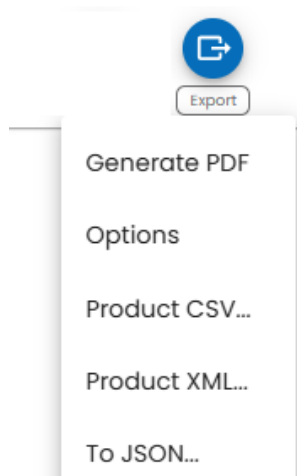 Export
Generate PDF
Options
Product CSV...
Product XML...
To JSON...